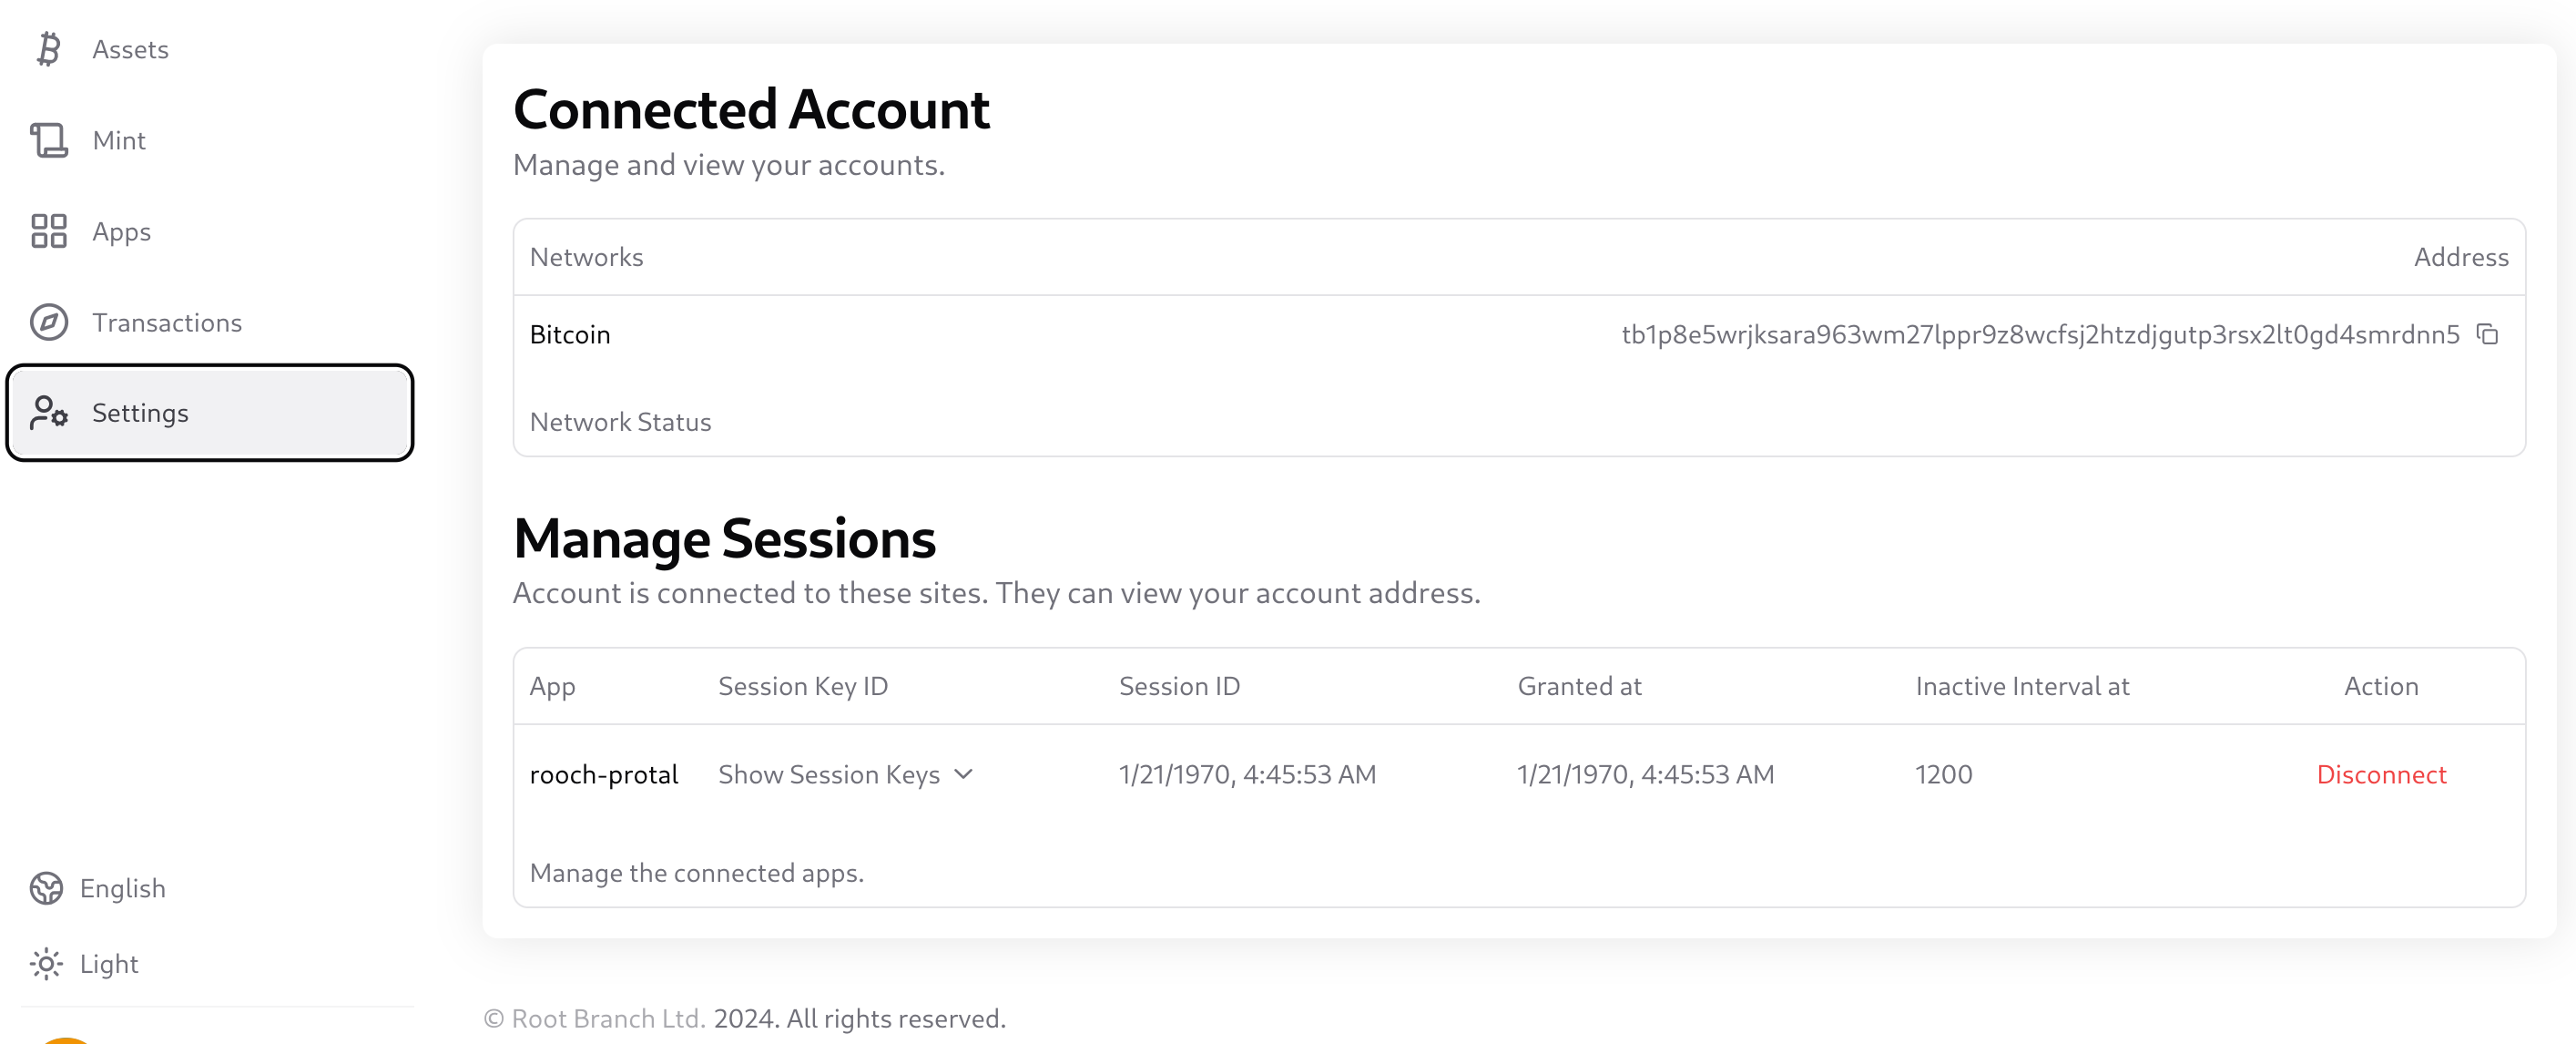 Assets
Mint
Apps
Transactions
Settings
English
Light
Connected Account
Manage and view your accounts.
Networks Address
Bitcoin tb1p8e5wrjksara963wm27lppr9z8wcfsj2htzdjgutp3rsx2lt0gd4smrdnn5
Network Status
Manage Sessions
Account is connected to these sites. They can view your account address.
App Session Key ID Session ID Granted at Inactive Interval at Action
rooch-protal Show Session Keys 1/21/1970, 4:45:53 AM 1/21/1970, 4:45:53 AM 1200 Disconnect
Manage the connected apps.
© Root Branch Ltd. 2024. All rights reserved.